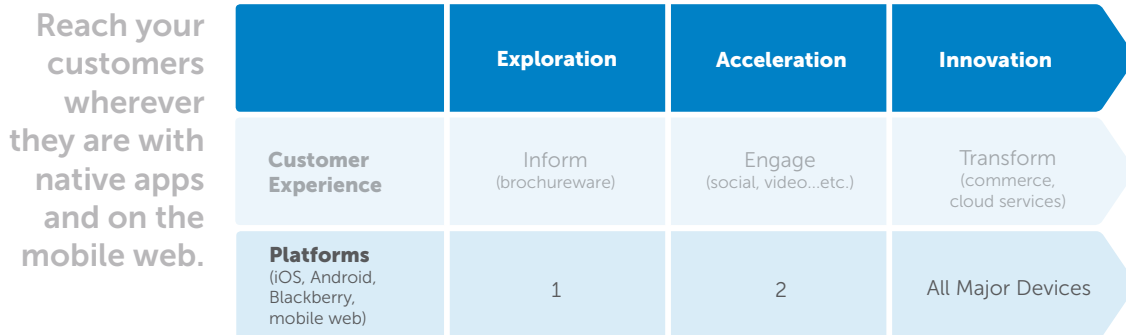 Reach your
customers
wherever
they are with
native apps
and on the
mobile web.
Exploration
Acceleration
Innovation
Customer
Experience
Inform
(brochureware)
Engage
(social, video...etc.)
Transform
(commerce,
cloud services)
Platforms
(iOS, Android,
Blackberry,
mobile web)
1
2
All Major Devices